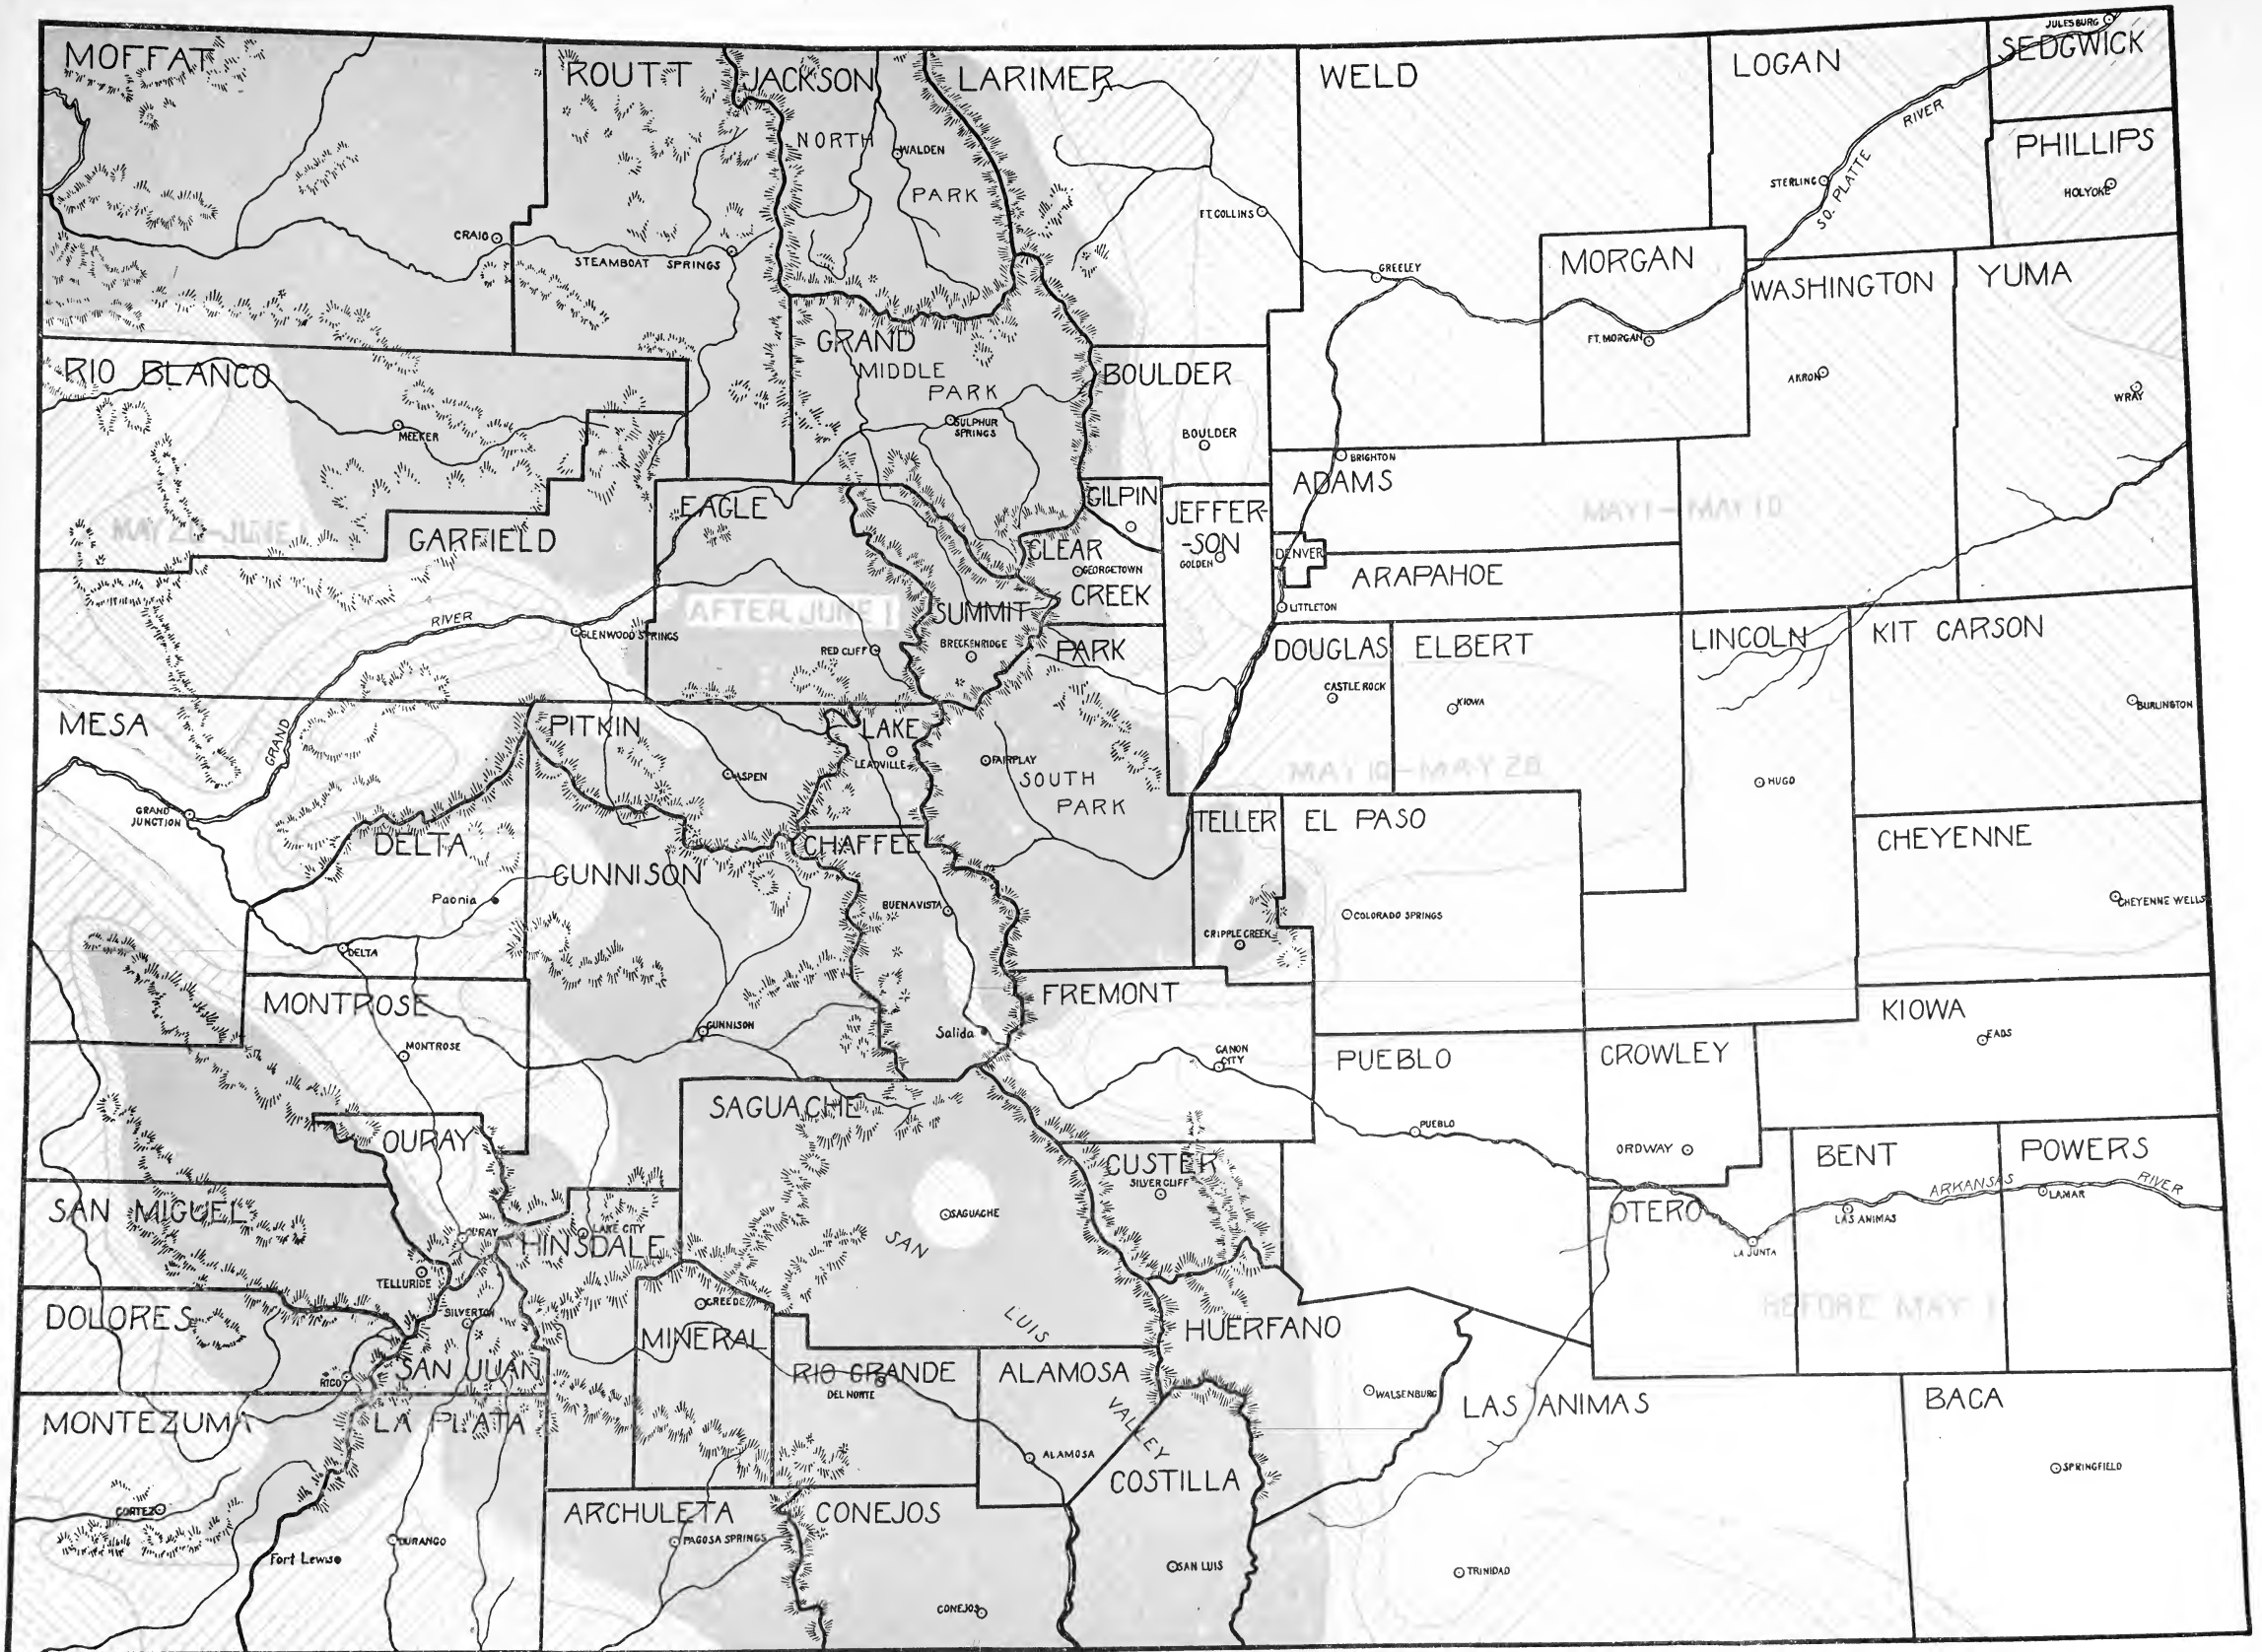 MOFFAT
ROUTT
JACKSON
LARIMER
WELD
LOGAN
JULESBURG
SEDGWICK
NORTH
WALDEN
PARK
RIVER
PHILLIPS
HOLYOKE
STERLING
SO. PLATTE
FT. COLLINS
CRAIG
STEAMBOAT SPRINGS
GREELEY
MORGAN
WASHINGTON
YUMA
RIO BLANCO
GRAND
MIDDLE
PARK
FT. MORGAN
BOULDER
AKRON
WRAY
MEEKER
SULPHUR
SPRINGS
BOULDER
BRIGHTON
ADAMS
EAGLE
GILPIN
JEFFER-
-SON
GOLDEN
MAY 1 - MAY 10
MAY 20-JUNE 1
GARFIELD
CLEAR
GEORGETOWN
CREEK
DENVER
ARAPAHOE
AFTER JUNE 1
SUMMIT
LITTLETON
RIVER
GLENWOOD SPRINGS
RED CLIFF
BRECKENRIDGE
PARK
DOUGLAS
ELBERT
LINCOLN
KIT CARSON
CASTLE ROCK
KIOWA
BURLINGTON
MESA
GRAND
PITKIN
LAKE
LEADVILLE
ASPEN
FAIRPLAY
SOUTH
PARK
MAY 10-MAY 20
HUGO
GRAND
JUNCTION
DELTA
CHAFFEE
TELLER
EL PASO
CHEYENNE
GUNNISON
Paonia
BUENAVISTA
COLORADO SPRINGS
CHEYENNE WELLS
CRIPPLE CREEK
DELTA
MONTROSE
FREMONT
KIOWA
GUNNISON
Salida
EADS
MONTROSE
CANON
CITY
PUEBLO
CROWLEY
SAGUACHE
PUEBLO
OURAY
ORDWAY
BENT
POWERS
CUSTER
SILVER CLIFF
ARKANSAS
RIVER
LAMAR
SAN MIGUEL
OURAY
LAKE CITY
HINSDALE
SAGUACHE
SAN
OTERO
LAS ANIMAS
LA JUNTA
TELLURIDE
DOLORES
SILVERTON
CREEDE
LUIS
HUERFANO
BEFORE MAY 1
MINERAL
RICO
SAN JUAN
RIO GRANDE
DEL NORTE
ALAMOSA
WALSENBURG
LAS ANIMAS
BACA
MONTEZUMA
LA PLATA
VALLEY
ALAMOSA
COSTILLA
SPRINGFIELD
CORTEZ
ARCHULETA
CONEJOS
DURANGO
PAGOSA SPRINGS
Fort Lewis
SAN LUIS
TRINIDAD
CONEJOS